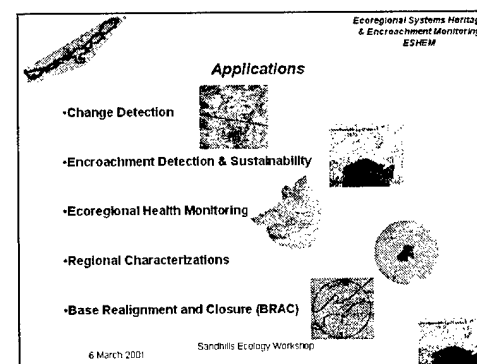 Ecoregional Systems Heritag
& Encroachment Monitoring
ESHEM
Applications
•Change Detection
•Encroachment Detection & Sustainability
•Ecoregional Health Monitoring
•Regional Characterizations
•Base Realignment and Closure (BRAC)
Sandhills Ecology Workshop
6 March 2001